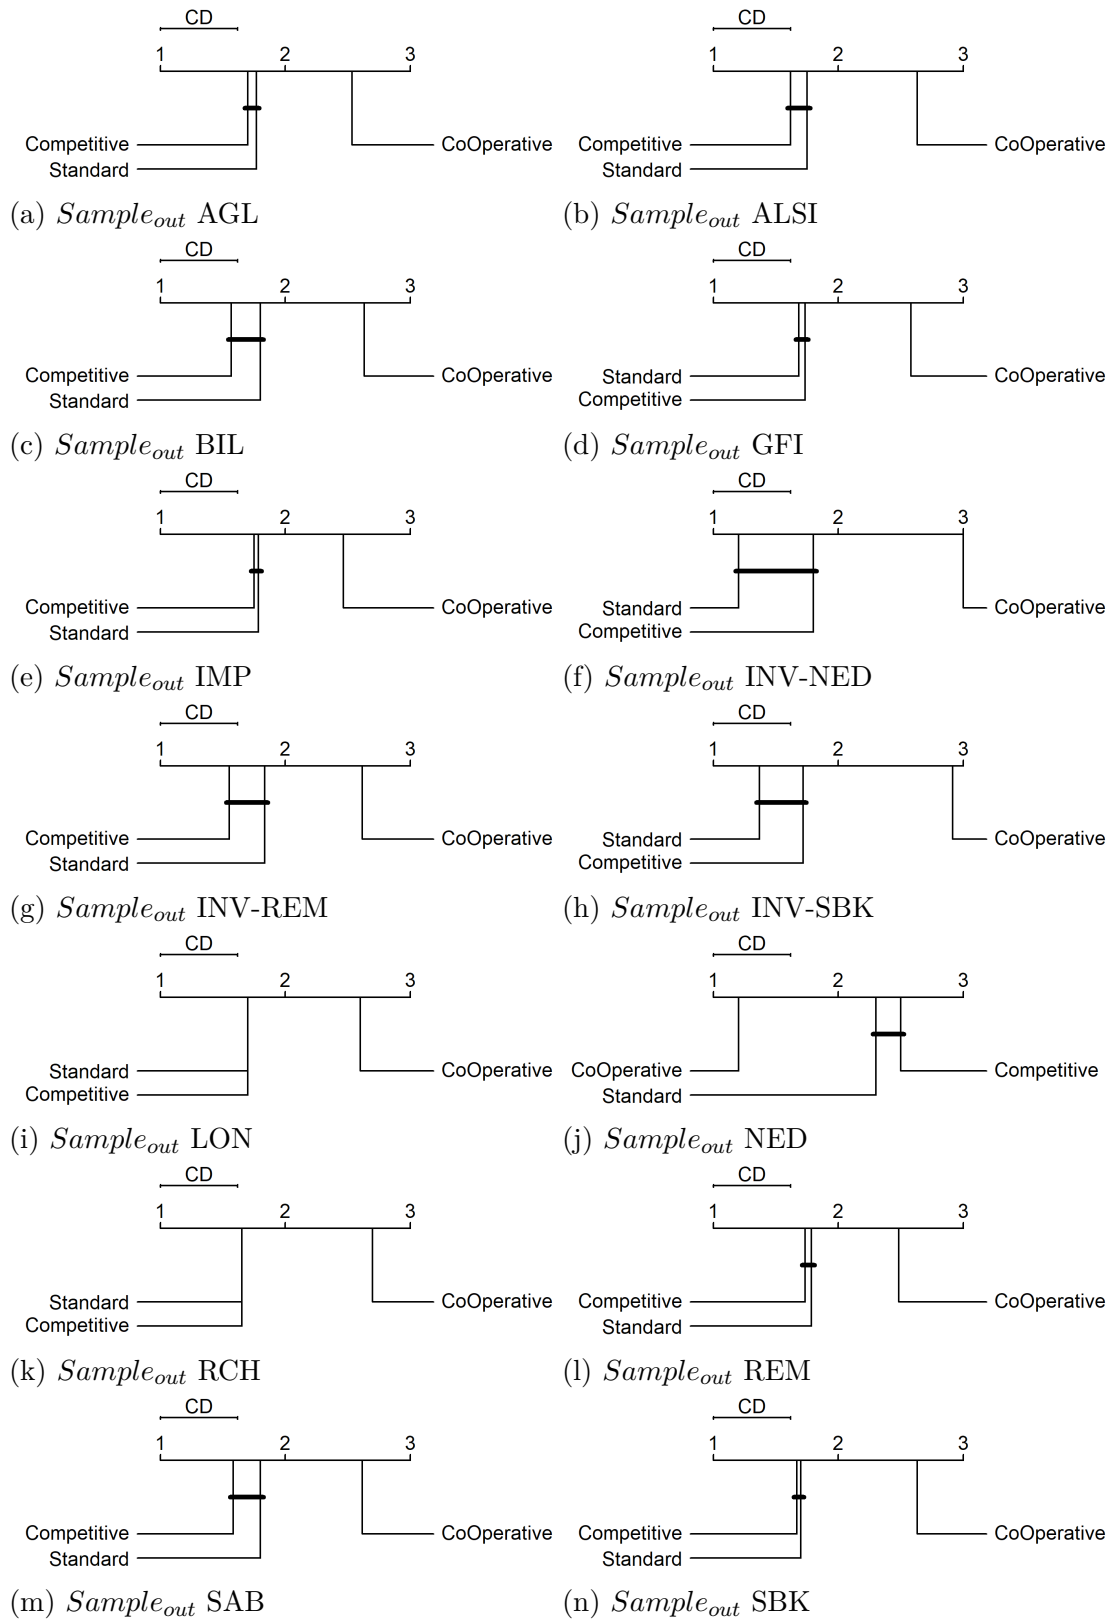 CD
1 2 3
Competitive CoOperative
Standard
(a) Sample_out AGL
CD
1 2 3
Competitive CoOperative
Standard
(b) Sample_out ALSI
CD
1 2 3
Competitive CoOperative
Standard
(c) Sample_out BIL
CD
1 2 3
Standard CoOperative
Competitive
(d) Sample_out GFI
CD
1 2 3
Competitive CoOperative
Standard
(e) Sample_out IMP
CD
1 2 3
Standard CoOperative
Competitive
(f) Sample_out INV-NED
CD
1 2 3
Competitive CoOperative
Standard
(g) Sample_out INV-REM
CD
1 2 3
Standard CoOperative
Competitive
(h) Sample_out INV-SBK
CD
1 2 3
Standard CoOperative
Competitive
(i) Sample_out LON
CD
1 2 3
CoOperative Competitive
Standard
(j) Sample_out NED
CD
1 2 3
Standard CoOperative
Competitive
(k) Sample_out RCH
CD
1 2 3
Competitive CoOperative
Standard
(l) Sample_out REM
CD
1 2 3
Competitive CoOperative
Standard
(m) Sample_out SAB
CD
1 2 3
Competitive CoOperative
Standard
(n) Sample_out SBK